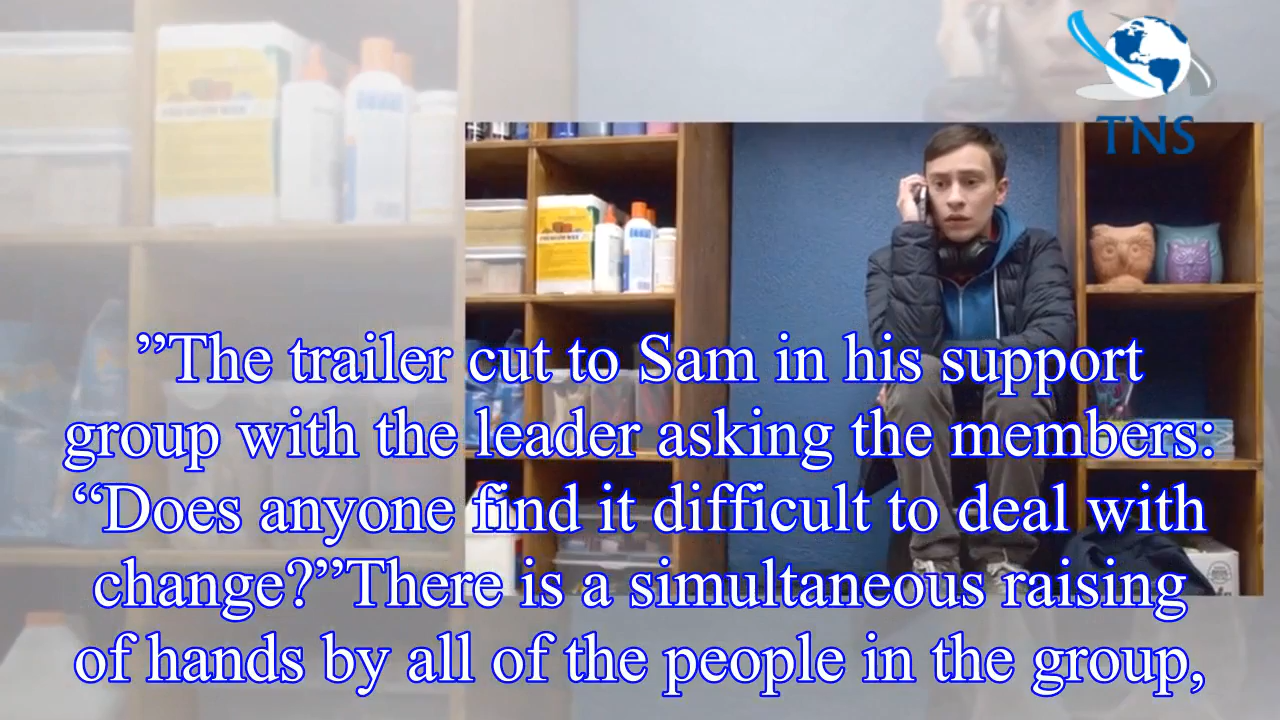 TNS
PREMIUM WAX
”The trailer cut to Sam in his support
group with the leader asking the members:
“Does anyone find it difficult to deal with
change?”There is a simultaneous raising
of hands by all of the people in the group,